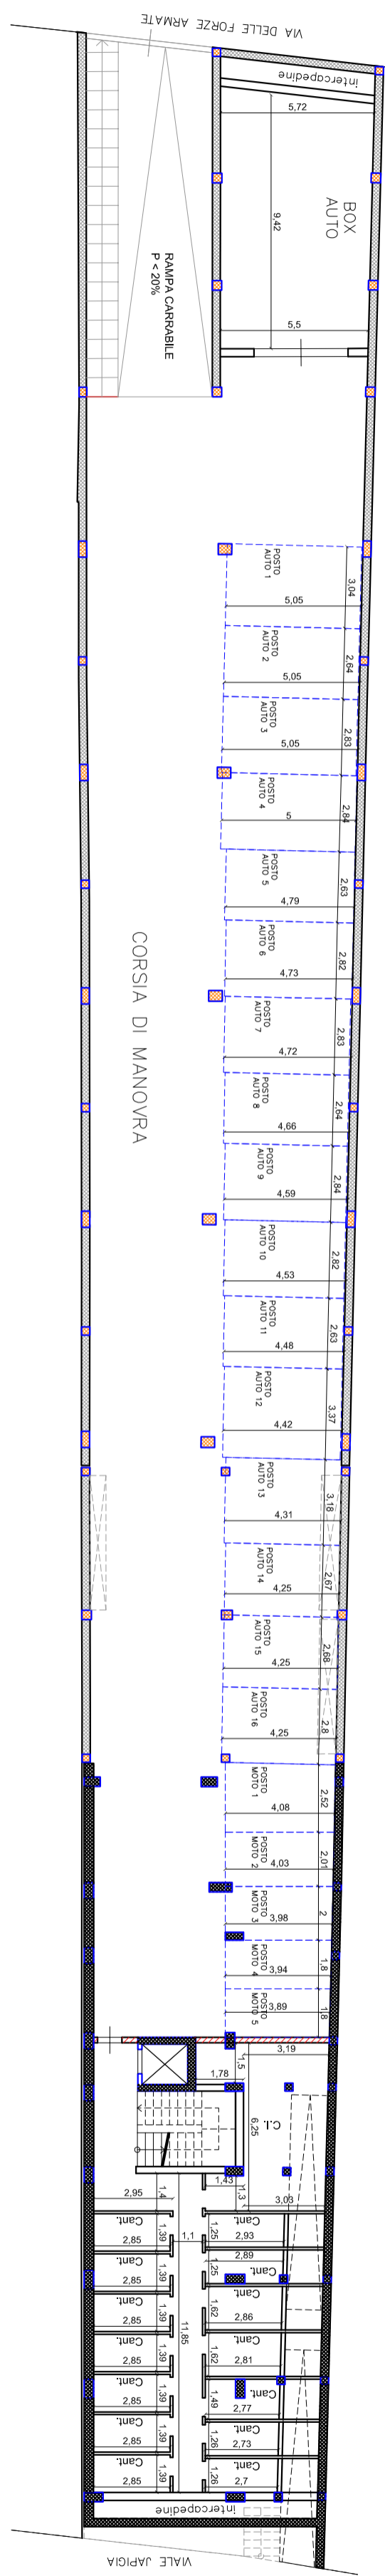 VIA DELLE FORZE ARMATE
intercapedine
5,72
BOX
AUTO
9,42
5,5
RAMPA CARRABILE
P < 20%
POSTO
AUTO 1
3,04
5,05
POSTO
AUTO 2
2,64
5,05
POSTO
AUTO 3
2,83
5,05
POSTO
AUTO 4
2,84
5
POSTO
AUTO 5
2,63
4,79
POSTO
AUTO 6
2,82
4,73
CORSIA DI MANOVRA
POSTO
AUTO 7
2,83
4,72
POSTO
AUTO 8
2,64
4,66
POSTO
AUTO 9
2,84
4,59
POSTO
AUTO 10
2,82
4,53
POSTO
AUTO 11
2,63
4,48
POSTO
AUTO 12
3,37
4,42
POSTO
AUTO 13
3,18
4,31
POSTO
AUTO 14
2,67
4,25
POSTO
AUTO 15
2,68
4,25
POSTO
AUTO 16
2,8
4,25
POSTO
MOTO 1
2,52
4,08
POSTO
MOTO 2
2,01
4,03
POSTO
MOTO 3
2
3,98
POSTO
MOTO 4
1,8
3,94
POSTO
MOTO 5
1,8
3,89
3,19
1,5
1,78
C.I.
6,25
1,43
1,3
3,03
2,95
1,4
Cant.
Cant.
1,39
1,1
1,25
2,93
2,85
2,89
Cant.
1,39
1,25
Cant.
2,85
11,85
Cant.
1,39
1,62
Cant.
2,86
2,85
Cant.
1,39
1,62
Cant.
2,81
2,85
Cant.
1,39
1,49
Cant.
2,77
2,85
Cant.
1,39
1,26
Cant.
2,73
2,85
Cant.
1,39
1,26
Cant.
2,7
2,85
intercapedine
VIALE JAPIGIA